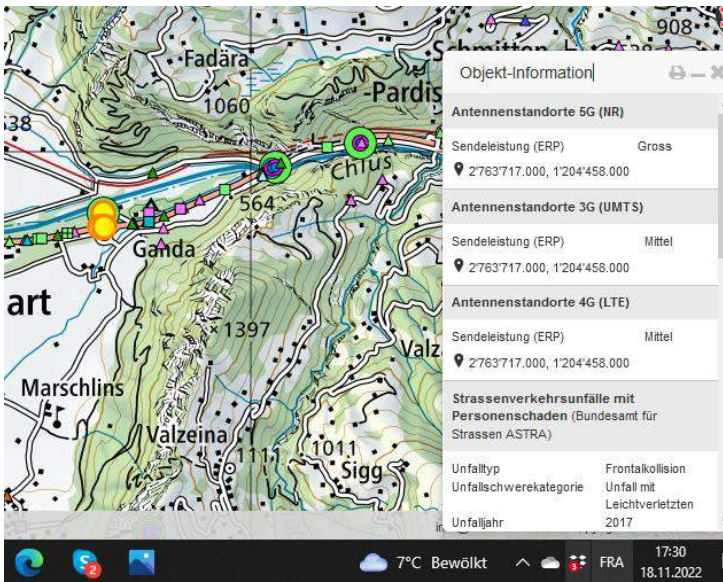 Fadära
1060
908
Pardis
38
Chlus
564
Ganda
art
1397
Valz
Marschlins
Valzeina
1111
1011
Sigg
Objekt-Information
Antennenstandorte 5G (NR)
Sendeleistung (ERP) Gross
2'763'717.000, 1'204'458.000
Antennenstandorte 3G (UMTS)
Sendeleistung (ERP) Mittel
2'763'717.000, 1'204'458.000
Antennenstandorte 4G (LTE)
Sendeleistung (ERP) Mittel
2'763'717.000, 1'204'458.000
Strassenverkehrsunfälle mit
Personenschaden (Bundesamt für
Strassen ASTRA)
Unfalltyp Frontalkollision
Unfallschwerekategorie Unfall mit
Leichtverletzten
Unfalljahr 2017
2
7°C Bewölkt
FRA
17:30
18.11.2022